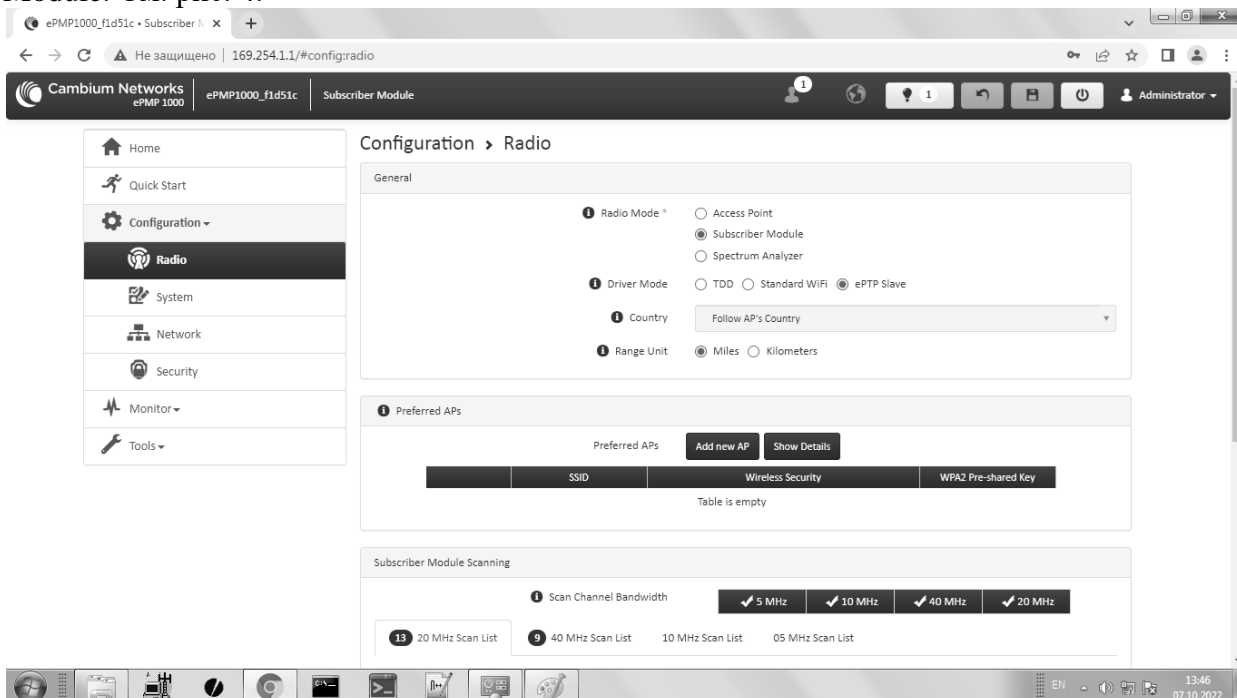 ePMP1000_f1d51c • Subscriber M
Не защищено | 169.254.1.1/#config:radio
Cambium Networks
ePMP 1000
ePMP1000_f1d51c
Subscriber Module
1
1
Administrator
Home
Quick Start
Configuration
Radio
System
Network
Security
Monitor
Tools
Configuration > Radio
General
Radio Mode *
Access Point
Subscriber Module
Spectrum Analyzer
Driver Mode
TDD Standard WiFi ePTP Slave
Country
Follow AP's Country
Range Unit
Miles Kilometers
Preferred APs
Preferred APs
Add new AP Show Details
SSID Wireless Security WPA2 Pre-shared Key
Table is empty
Subscriber Module Scanning
Scan Channel Bandwidth
5 MHz 10 MHz 40 MHz 20 MHz
13 20 MHz Scan List 9 40 MHz Scan List 10 MHz Scan List 05 MHz Scan List
EN
13:46
07.10.2022